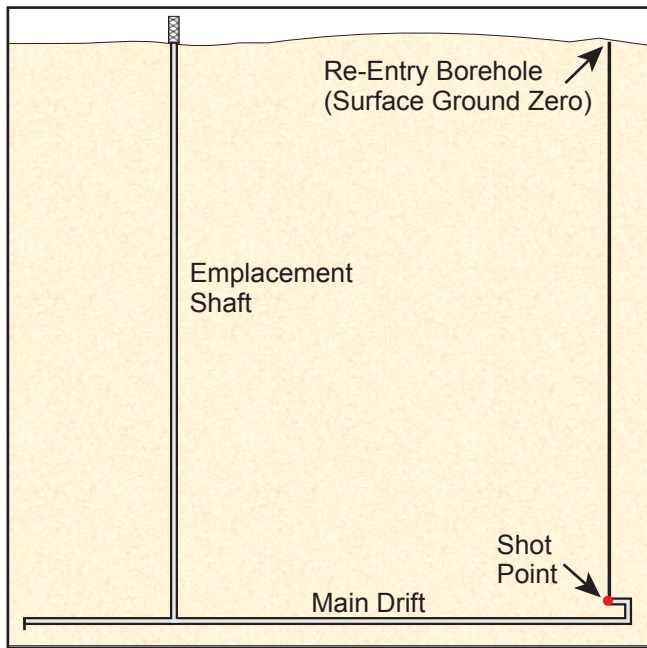 Re-Entry Borehole
(Surface Ground Zero)
Emplacement
Shaft
Shot
Point
Main Drift